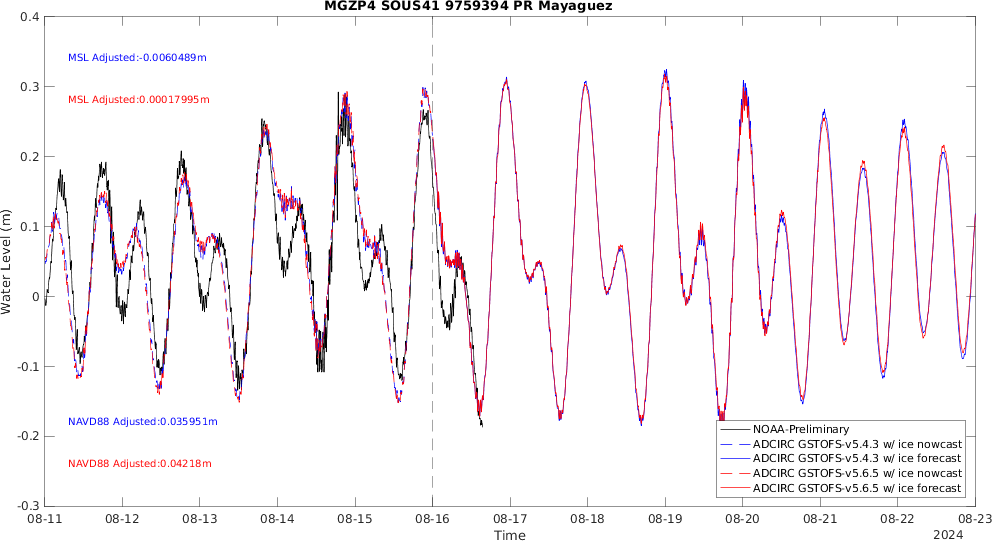 MGZP4 SOUS41 9759394 PR Mayaguez
0.4
0.3
0.2
0.1
0
-0.1
-0.2
-0.3
Water Level (m)
MSL Adjusted:-0.0060489m
MSL Adjusted:0.00017995m
NAVD88 Adjusted:0.035951m
NAVD88 Adjusted:0.04218m
NOAA-Preliminary
ADCIRC GSTOFS-v5.4.3 w/ ice nowcast
ADCIRC GSTOFS-v5.4.3 w/ ice forecast
ADCIRC GSTOFS-v5.6.5 w/ ice nowcast
ADCIRC GSTOFS-v5.6.5 w/ ice forecast
08-11 08-12 08-13 08-14 08-15 08-16 08-17 08-18 08-19 08-20 08-21 08-22 08-23
Time
2024